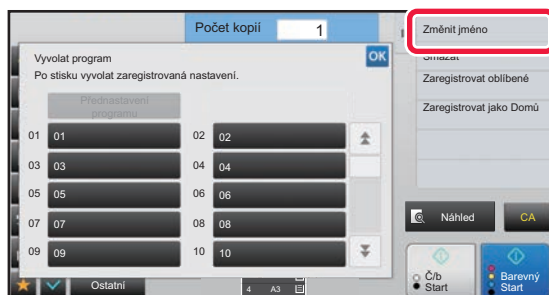 Počet kopií 1
Změnit jméno
Vyvolat program
OK
Smazat
Po stisku vyvolat zaregistrovaná nastavení.
Zaregistrovat oblíbené
Přednastavení
programu
Zaregistrovat jako Domů
01 01 02 02
03 03 04 04
05 05 06 06
07 07 08 08
Náhled CA
09 09 10 10
Č/b
Start
Barevný
Start
Ostatní
4 A3